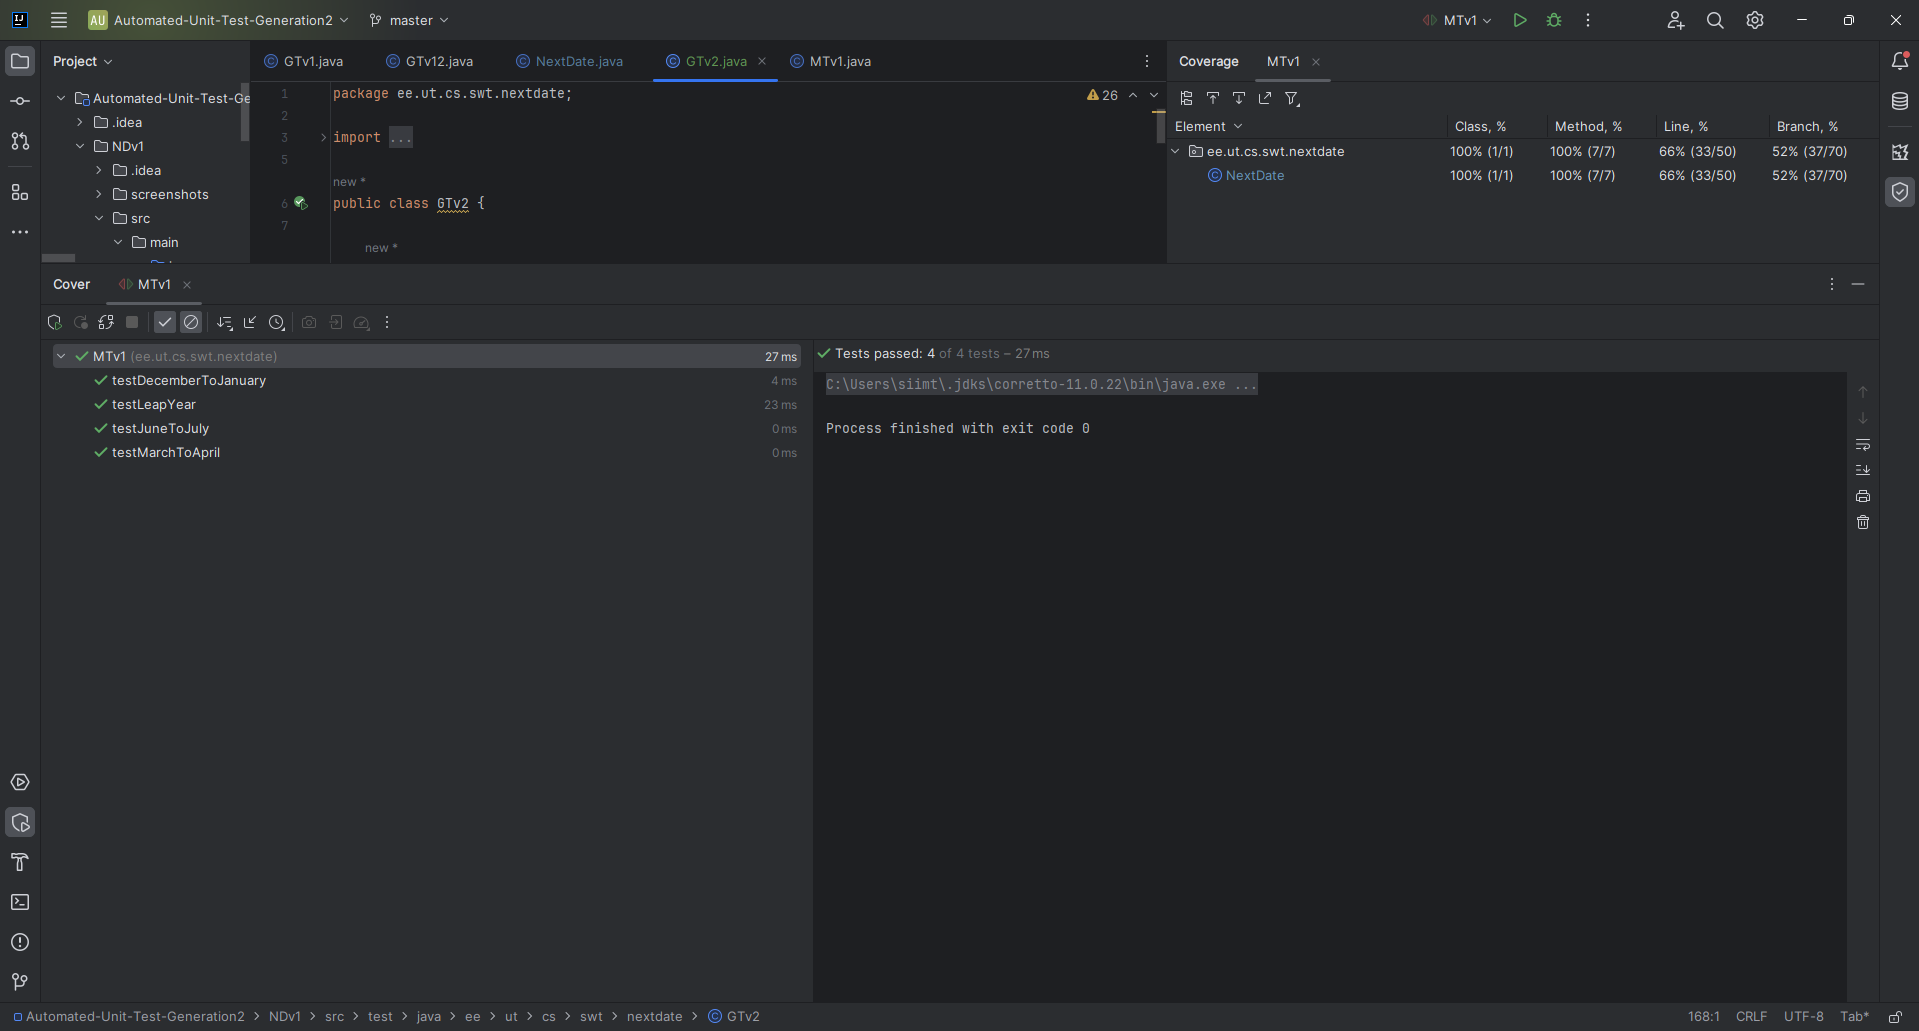 AU Automated-Unit-Test-Generation2 master MTv1
Project
Automated-Unit-Test-Ge
.idea
NDv1
.idea
screenshots
src
main
GTv1.java GTv12.java NextDate.java GTv2.java MTv1.java
1 package ee.ut.cs.swt.nextdate;
26
2
3 import ...
5
new *
6 public class GTv2 {
7
new *
Coverage MTv1
Element Class, % Method, % Line, % Branch, %
ee.ut.cs.swt.nextdate 100% (1/1) 100% (7/7) 66% (33/50) 52% (37/70)
NextDate 100% (1/1) 100% (7/7) 66% (33/50) 52% (37/70)
Cover MTv1
MTv1 (ee.ut.cs.swt.nextdate) 27 ms
testDecemberToJanuary 4 ms
testLeapYear 23 ms
testJuneToJuly 0 ms
testMarchToApril 0 ms
Tests passed: 4 of 4 tests – 27 ms
C:\Users\siimt\.jdks\corretto-11.0.22\bin\java.exe ...
Process finished with exit code 0
Automated-Unit-Test-Generation2 > NDv1 > src > test > java > ee > ut > cs > swt > nextdate > GTv2
168:1 CRLF UTF-8 Tab*